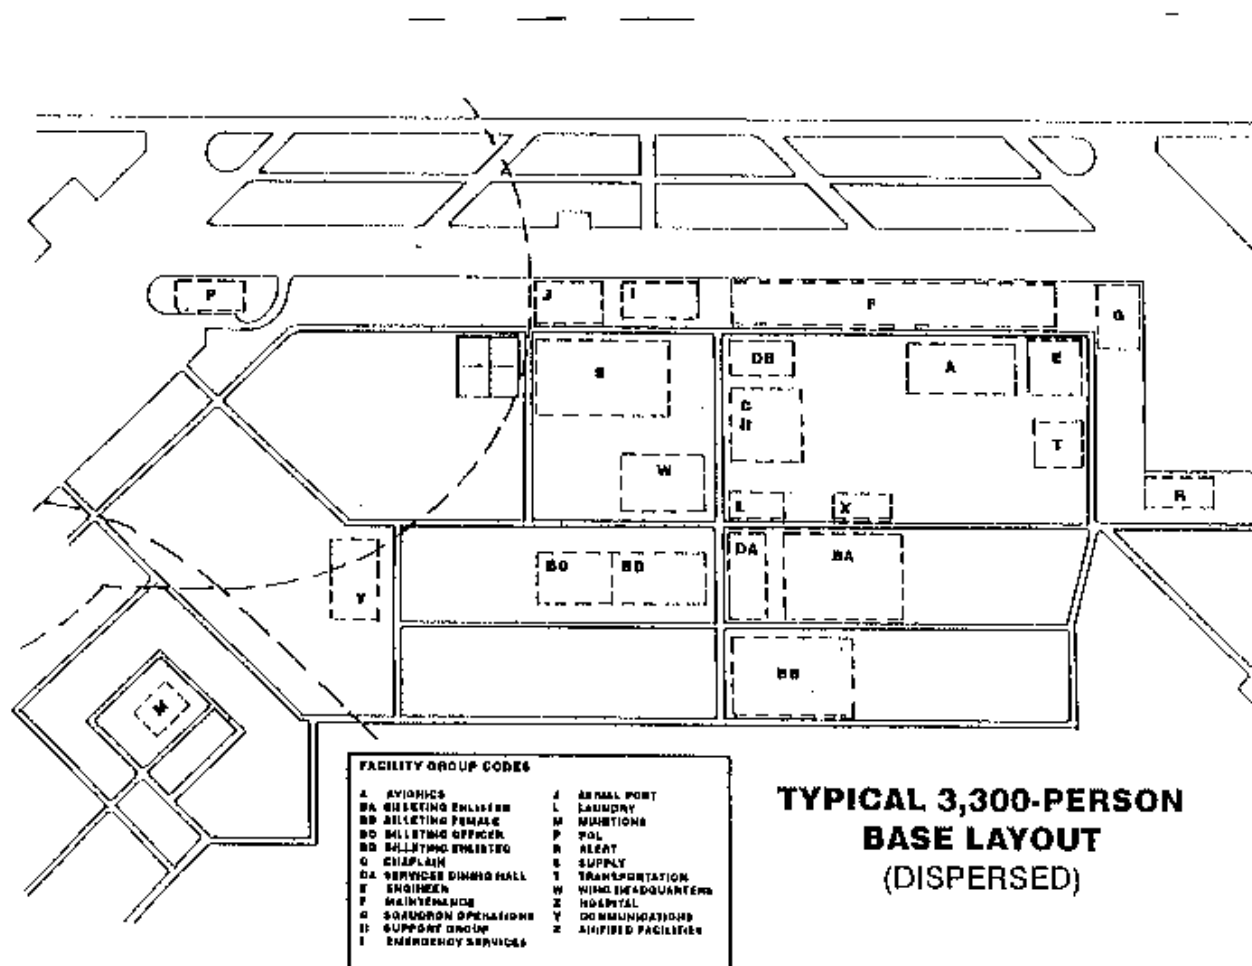 P
J
I
F
G
S
DB
A
E
C
H
T
W
L
X
R
Y
BO
BD
DA
BA
BB
M
FACILITY GROUP CODES
A AVIONICS
BA BILLETING ENLISTED
BB BILLETING FEMALE
BO BILLETING OFFICER
BD BILLETING ENLISTED
C CHAPLAIN
DA SERVICES DINING HALL
E ENGINEER
F MAINTENANCE
G SQUADRON OPERATIONS
H SUPPORT GROUP
I EMERGENCY SERVICES
J AERIAL PORT
L LAUNDRY
M MUNITIONS
P POL
R ALERT
S SUPPLY
T TRANSPORTATION
W WING HEADQUARTERS
X HOSPITAL
Y COMMUNICATIONS
Z AIRFIELD FACILITIES
TYPICAL 3,300-PERSON
BASE LAYOUT
(DISPERSED)